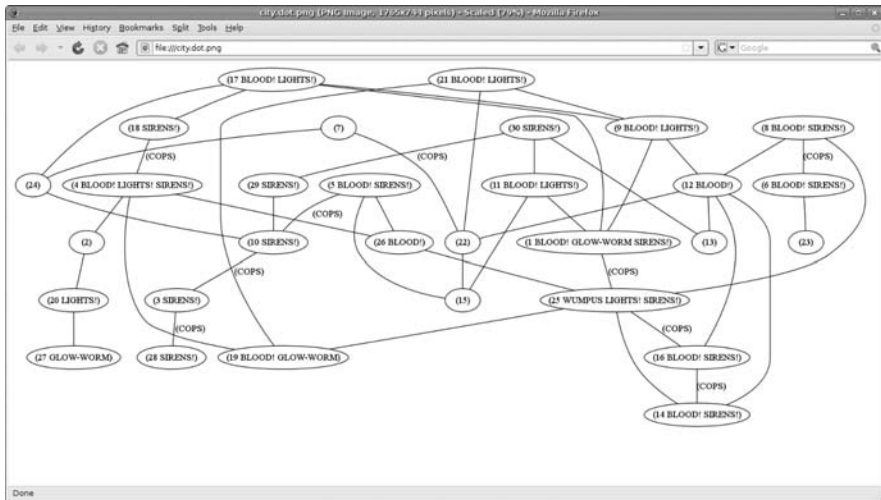 city.dot.png (PNG Image, 1765x744 pixels) - Scaled (79%) - Mozilla Firefox
File Edit View History Bookmarks Split Tools Help
file:///city.dot.png
Google
(17 BLOOD! LIGHTS!) (21 BLOOD! LIGHTS!)
(18 SIRENS!) (7) (30 SIRENS!) (9 BLOOD! LIGHTS!) (8 BLOOD! SIRENS!)
(COPS) (COPS) (COPS)
(24) (4 BLOOD! LIGHTS! SIRENS!) (29 SIRENS!) (5 BLOOD! SIRENS!) (11 BLOOD! LIGHTS!) (12 BLOOD!) (6 BLOOD! SIRENS!)
(COPS)
(2) (10 SIRENS!) (26 BLOOD!) (22) (1 BLOOD! GLOW-WORM SIRENS!) (13) (23)
(COPS) (COPS)
(20 LIGHTS!) (3 SIRENS!) (15) (25 WUMPUS LIGHTS! SIRENS!)
(COPS) (COPS)
(27 GLOW-WORM) (28 SIRENS!) (19 BLOOD! GLOW-WORM) (16 BLOOD! SIRENS!)
(COPS)
(14 BLOOD! SIRENS!)
Done